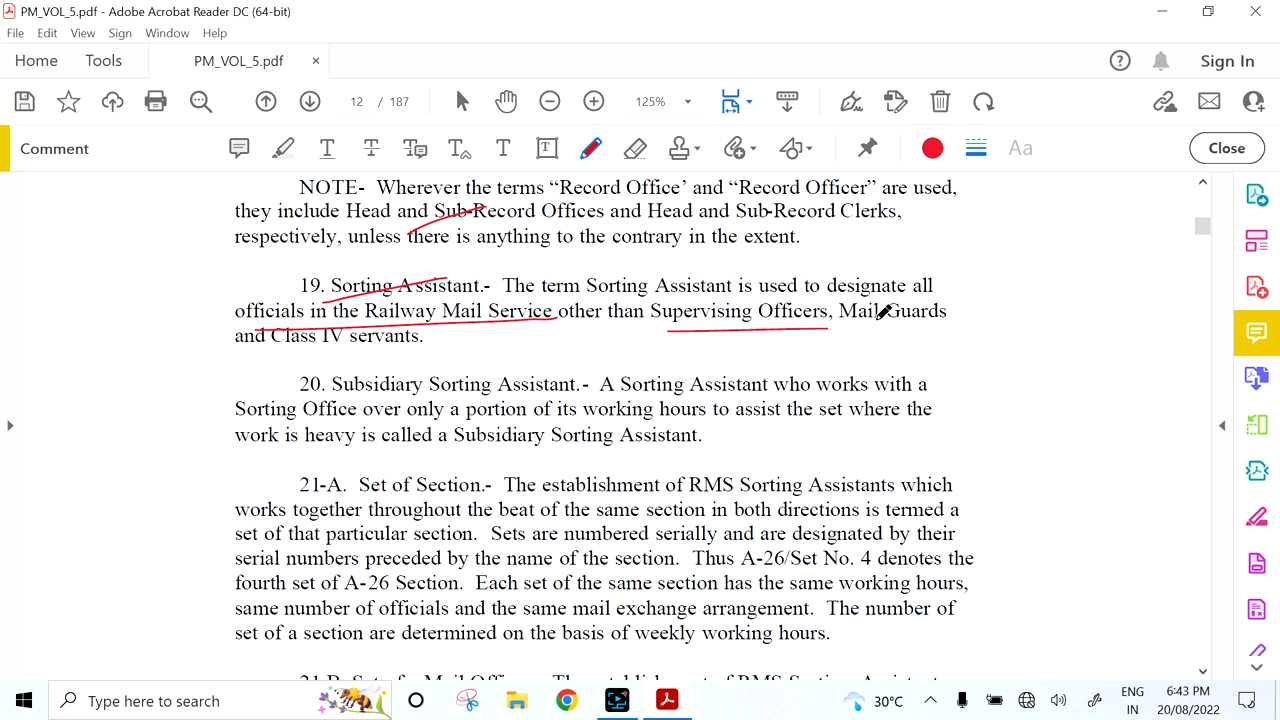 PM_VOL_5.pdf - Adobe Acrobat Reader DC (64-bit)
File Edit View Sign Window Help
Home Tools PM_VOL_5.pdf × Sign In
12 / 187 125%
Comment Aa Close
NOTE- Wherever the terms “Record Office’ and “Record Officer” are used,
they include Head and Sub-Record Offices and Head and Sub-Record Clerks,
respectively, unless there is anything to the contrary in the extent.
19. Sorting Assistant.- The term Sorting Assistant is used to designate all
officials in the Railway Mail Service other than Supervising Officers, Mail Guards
and Class IV servants.
20. Subsidiary Sorting Assistant.- A Sorting Assistant who works with a
Sorting Office over only a portion of its working hours to assist the set where the
work is heavy is called a Subsidiary Sorting Assistant.
21-A. Set of Section.- The establishment of RMS Sorting Assistants which
works together throughout the beat of the same section in both directions is termed a
set of that particular section. Sets are numbered serially and are designated by their
serial numbers preceded by the name of the section. Thus A-26/Set No. 4 denotes the
fourth set of A-26 Section. Each set of the same section has the same working hours,
same number of officials and the same mail exchange arrangement. The number of
set of a section are determined on the basis of weekly working hours.
Type here to search
30°C
ENG 6:43 PM
IN 20/08/2022